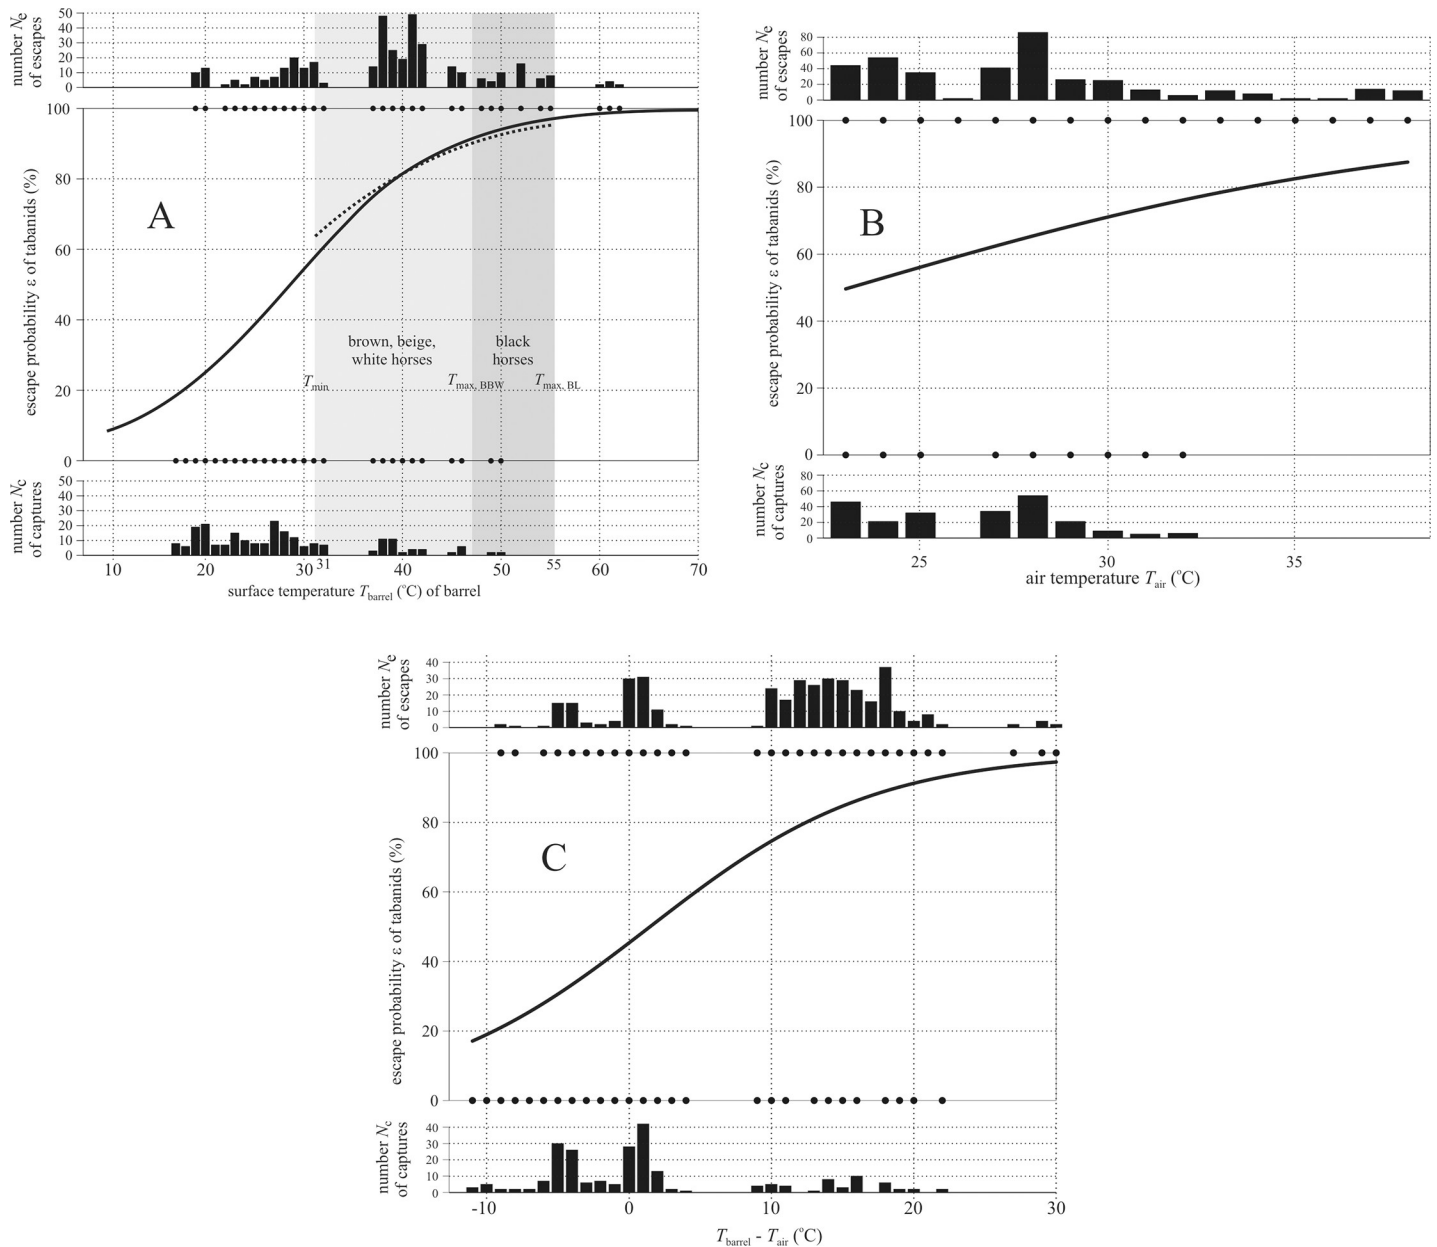 number Ne
of escapes
50
40
30
20
10
0
100
80
60
40
20
0
escape probability ε of tabanids (%)
A
brown, beige,
white horses
black
horses
Tmin
Tmax, BBW
Tmax, BL
number Nc
of captures
50
40
30
20
10
0
10 20 30 31 40 50 55 60 70
surface temperature Tbarrel (°C) of barrel
number Ne
of escapes
80
60
40
20
0
100
80
60
40
20
0
escape probability ε of tabanids (%)
B
number Nc
of captures
80
60
40
20
0
25 30 35
air temperature Tair (°C)
number Ne
of escapes
40
30
20
10
0
100
80
60
40
20
0
escape probability ε of tabanids (%)
C
number Nc
of captures
40
30
20
10
0
-10 0 10 20 30
Tbarrel - Tair (°C)